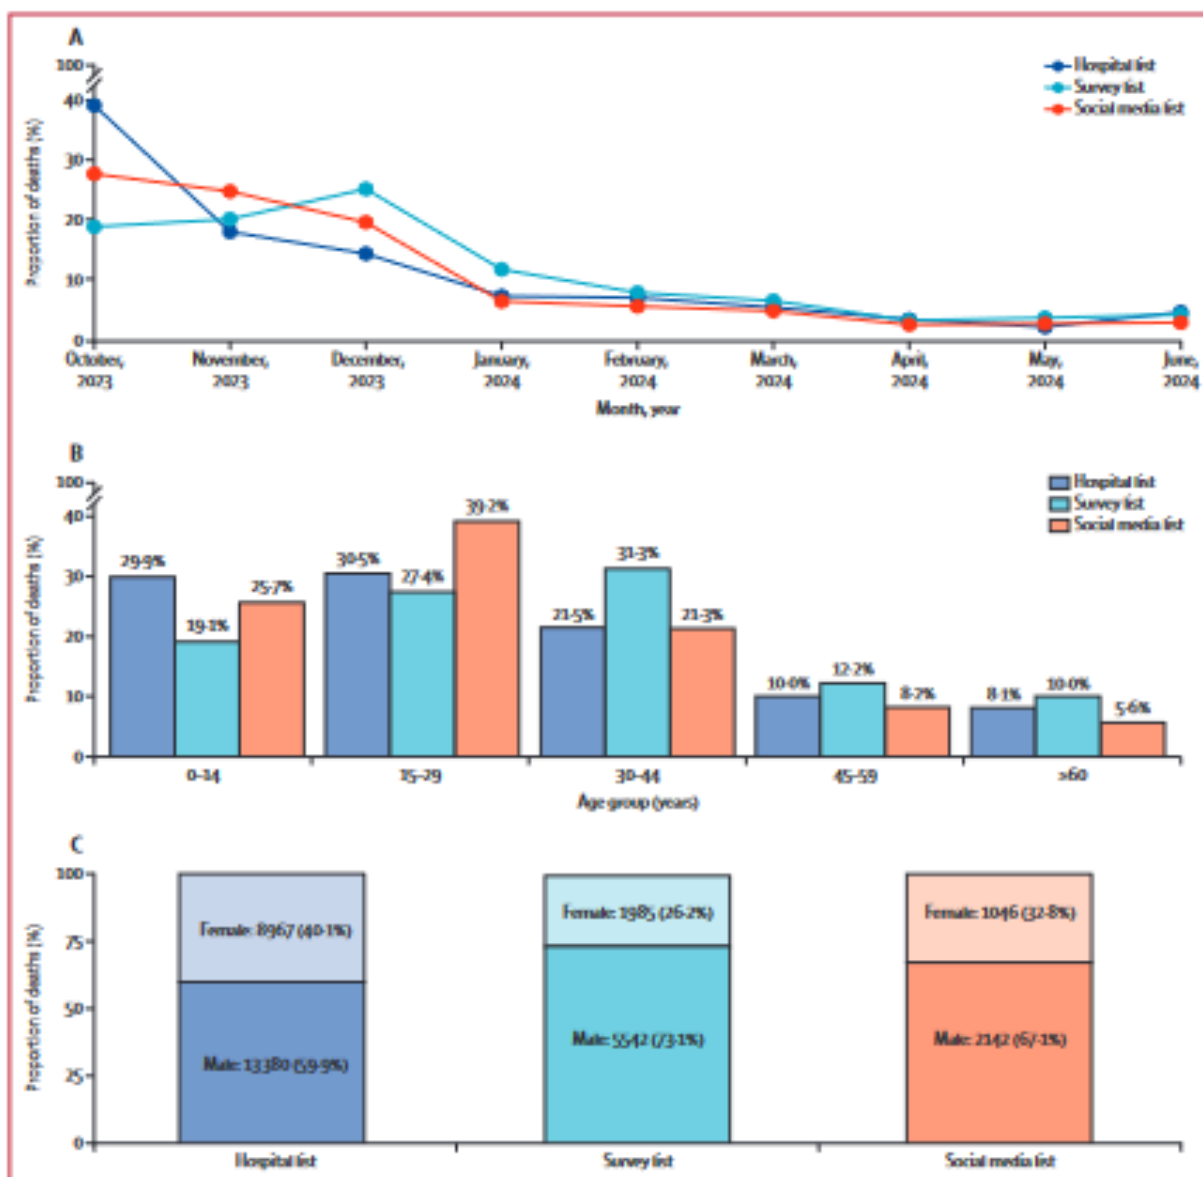 A
100
Hospital list
Survey list
Social media list
40
30
20
10
0
Proportion of deaths (%)
October, 2023
November, 2023
December, 2023
January, 2024
February, 2024
March, 2024
April, 2024
May, 2024
June, 2024
Month, year
B
100
Hospital list
Survey list
Social media list
40
30
20
10
0
Proportion of deaths (%)
29·9%
19·1%
25·7%
30·5%
27·4%
39·2%
21·5%
31·3%
21·3%
10·0%
12·2%
8·2%
8·1%
10·0%
5·6%
0–14
15–29
30–44
45–59
≥60
Age group (years)
C
100
75
50
25
0
Proportion of deaths (%)
Female: 8967 (40·1%)
Female: 1985 (26·2%)
Female: 1046 (32·8%)
Male: 13380 (59·9%)
Male: 5542 (73·1%)
Male: 2142 (67·1%)
Hospital list
Survey list
Social media list